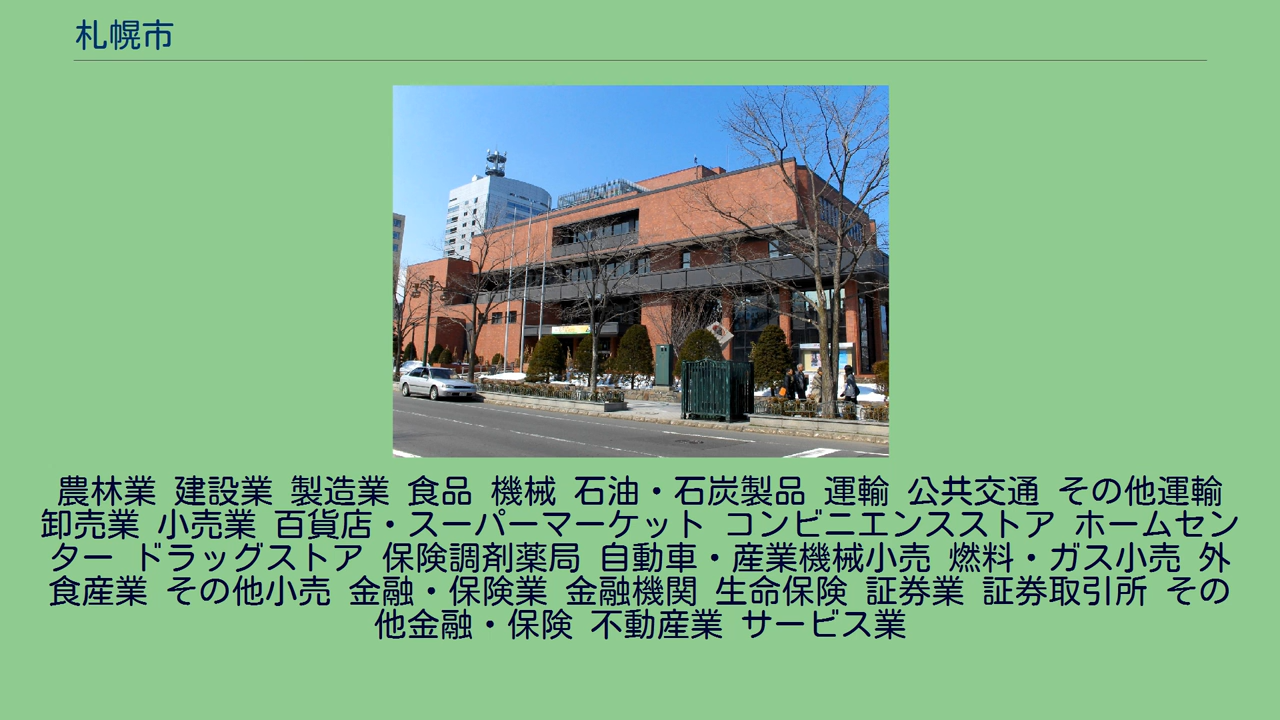 札幌市
農林業 建設業 製造業 食品 機械 石油・石炭製品 運輸 公共交通 その他運輸
卸売業 小売業 百貨店・スーパーマーケット コンビニエンスストア ホームセン
ター ドラッグストア 保険調剤薬局 自動車・産業機械小売 燃料・ガス小売 外
食産業 その他小売 金融・保険業 金融機関 生命保険 証券業 証券取引所 その
他金融・保険 不動産業 サービス業